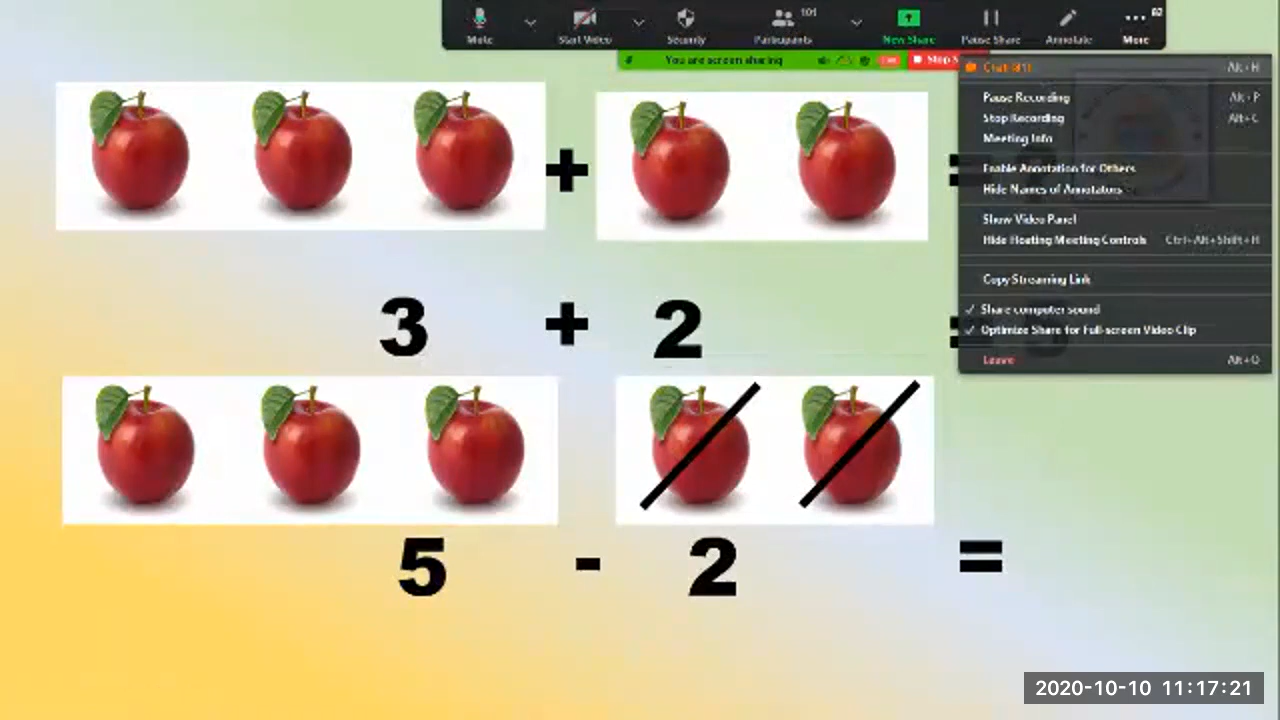 Mute Start Video Security Participants 101 New Share Pause Share Annotate More
You are screen sharing Stop S
Alt+H
Pause Recording Alt+P
Stop Recording Alt+C
Meeting Info
Enable Annotation for Others
Hide Names of Annotators
Show Video Panel
Hide Floating Meeting Controls Ctrl+Alt+Shift+H
Copy Streaming Link
✓ Share computer sound
✓ Optimize Share for Full-screen Video Clip
Leave Alt+Q
+ =
3 + 2 = 5
5 - 2 =
2020-10-10 11:17:21